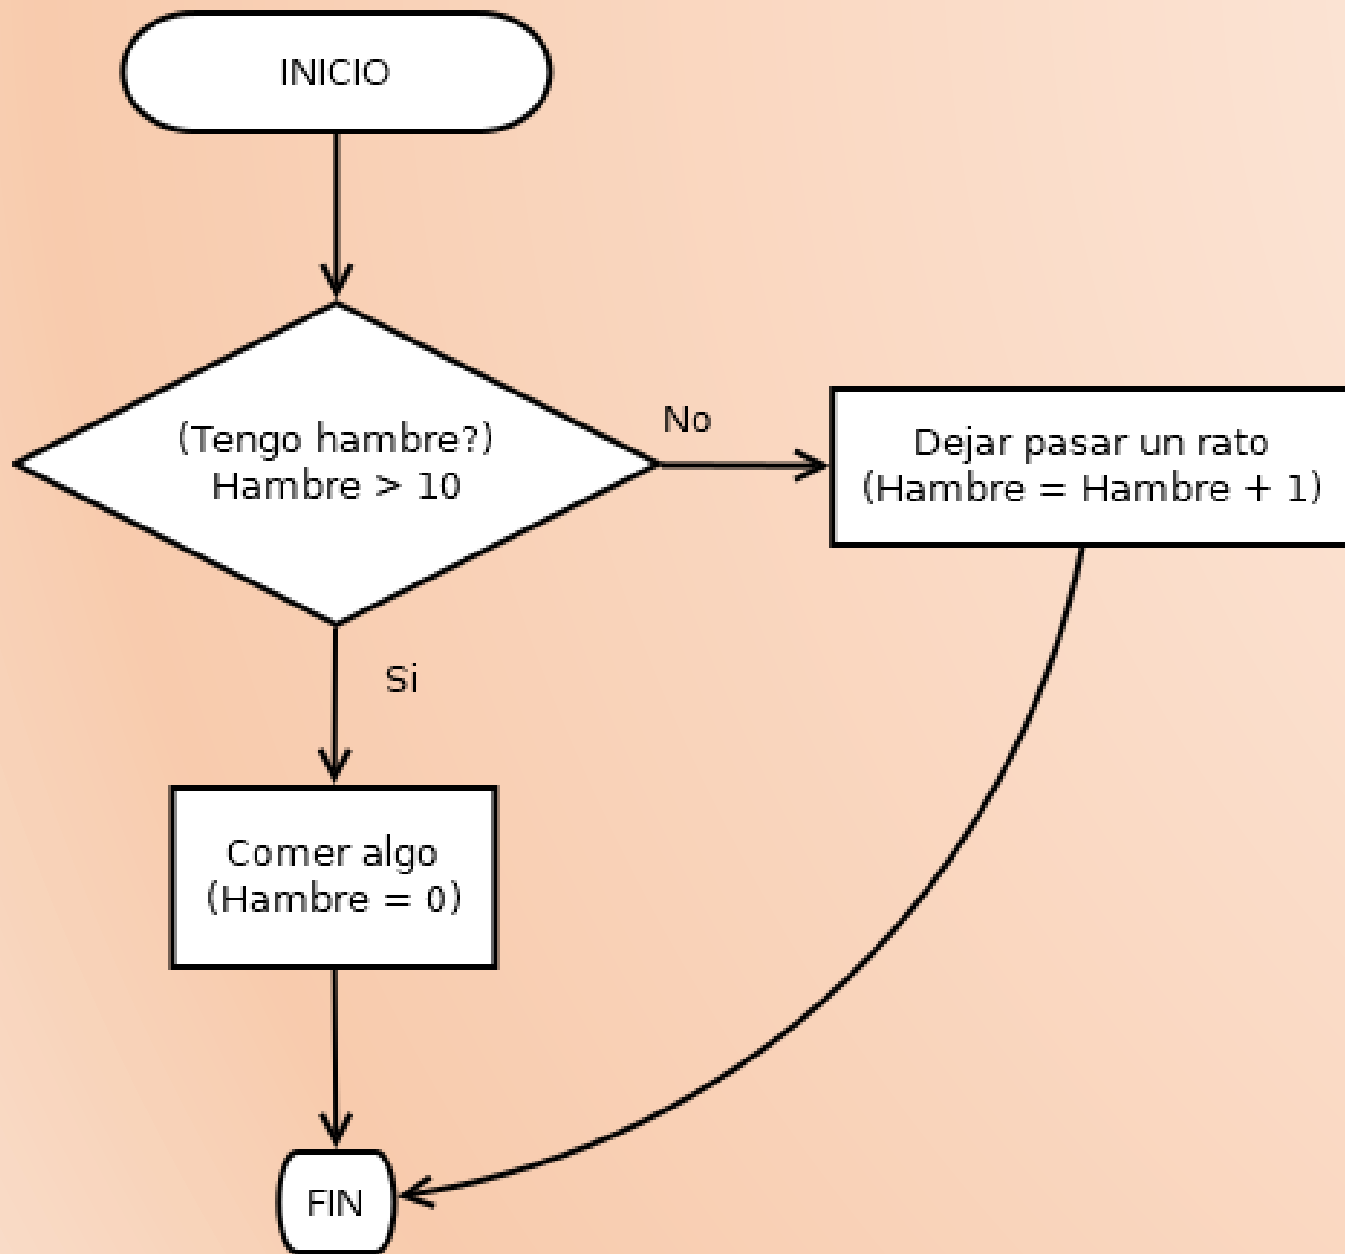 INICIO
(Tengo hambre?)
Hambre > 10
No
Dejar pasar un rato
(Hambre = Hambre + 1)
Si
Comer algo
(Hambre = 0)
FIN